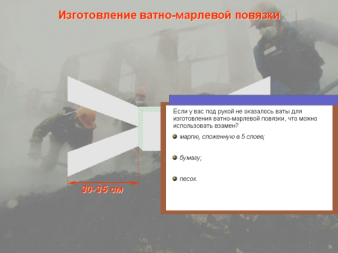 Изготовление ватно-марлевой повязки
Если у вас под рукой не оказалось ваты для
изготовления ватно-марлевой повязки, что можно
использовать взамен?
марлю, сложенную в 5 слоев;
бумагу;
песок.
30-35 см